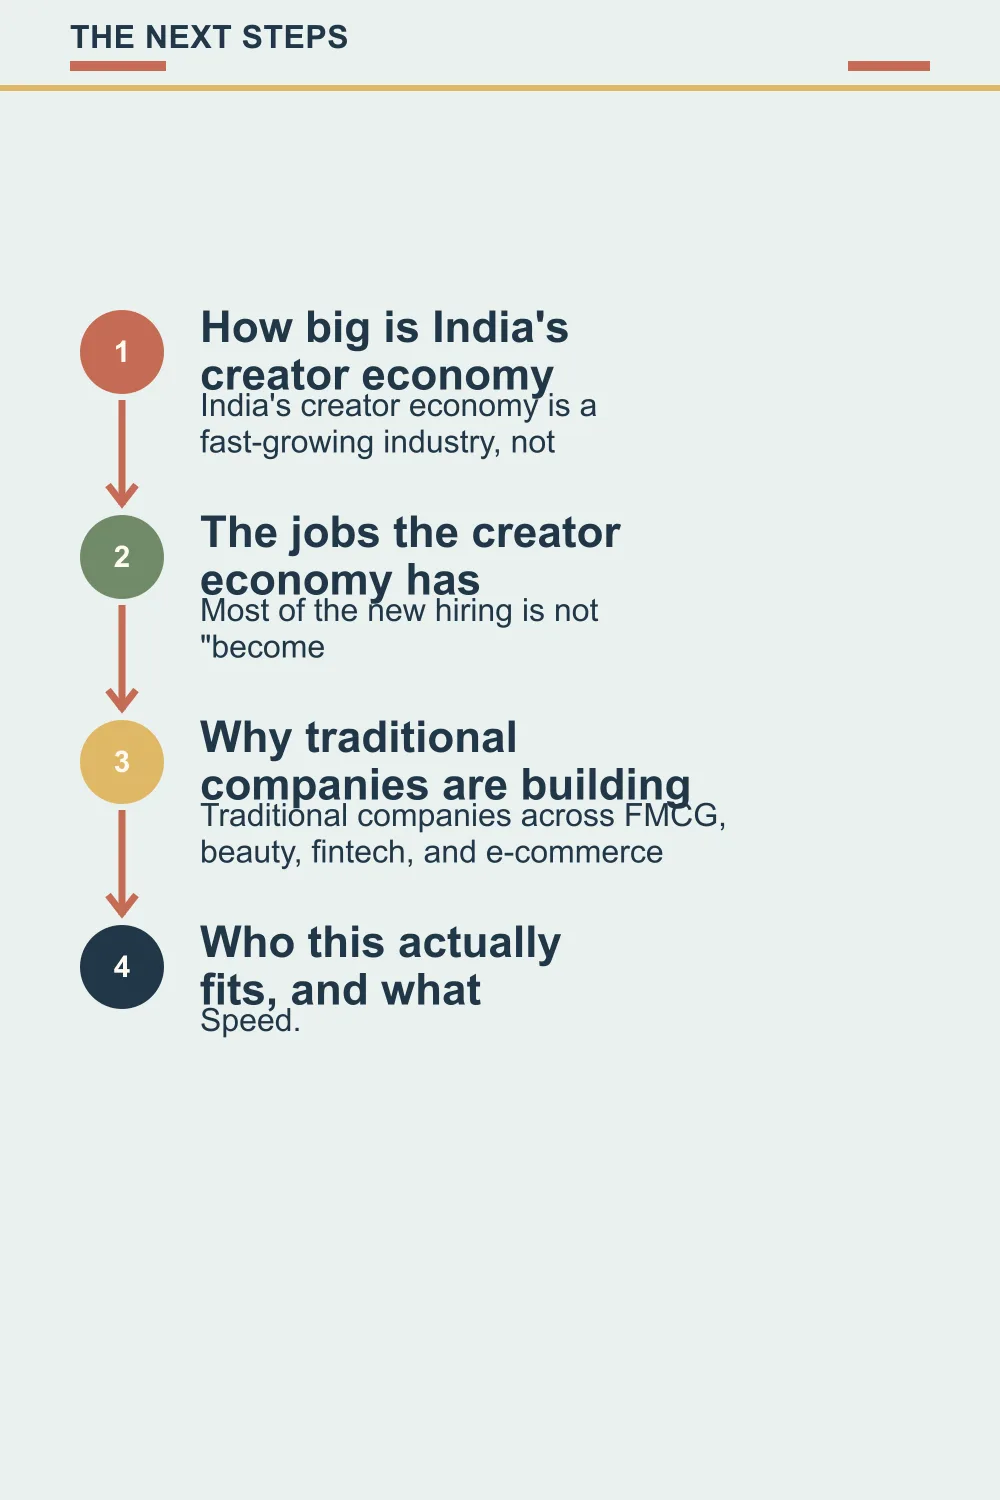 THE NEXT STEPS
1
How big is India's
creator economy
India's creator economy is a
fast-growing industry, not
2
The jobs the creator
economy has
Most of the new hiring is not
"become
3
Why traditional
companies are building
Traditional companies across FMCG,
beauty, fintech, and e-commerce
4
Who this actually
fits, and what
Speed.